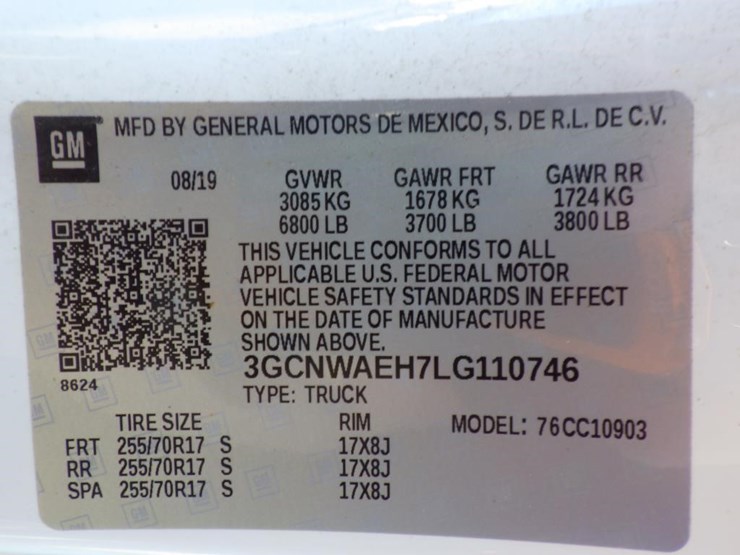 GM MFD BY GENERAL MOTORS DE MEXICO, S. DE R.L. DE C.V.
08/19 GVWR GAWR FRT GAWR RR
3085 KG 1678 KG 1724 KG
6800 LB 3700 LB 3800 LB
THIS VEHICLE CONFORMS TO ALL
APPLICABLE U.S. FEDERAL MOTOR
VEHICLE SAFETY STANDARDS IN EFFECT
ON THE DATE OF MANUFACTURE
SHOWN ABOVE.
3GCNWAEH7LG110746
8624
TYPE: TRUCK
TIRE SIZE RIM MODEL: 76CC10903
FRT 255/70R17 S 17X8J
RR 255/70R17 S 17X8J
SPA 255/70R17 S 17X8J